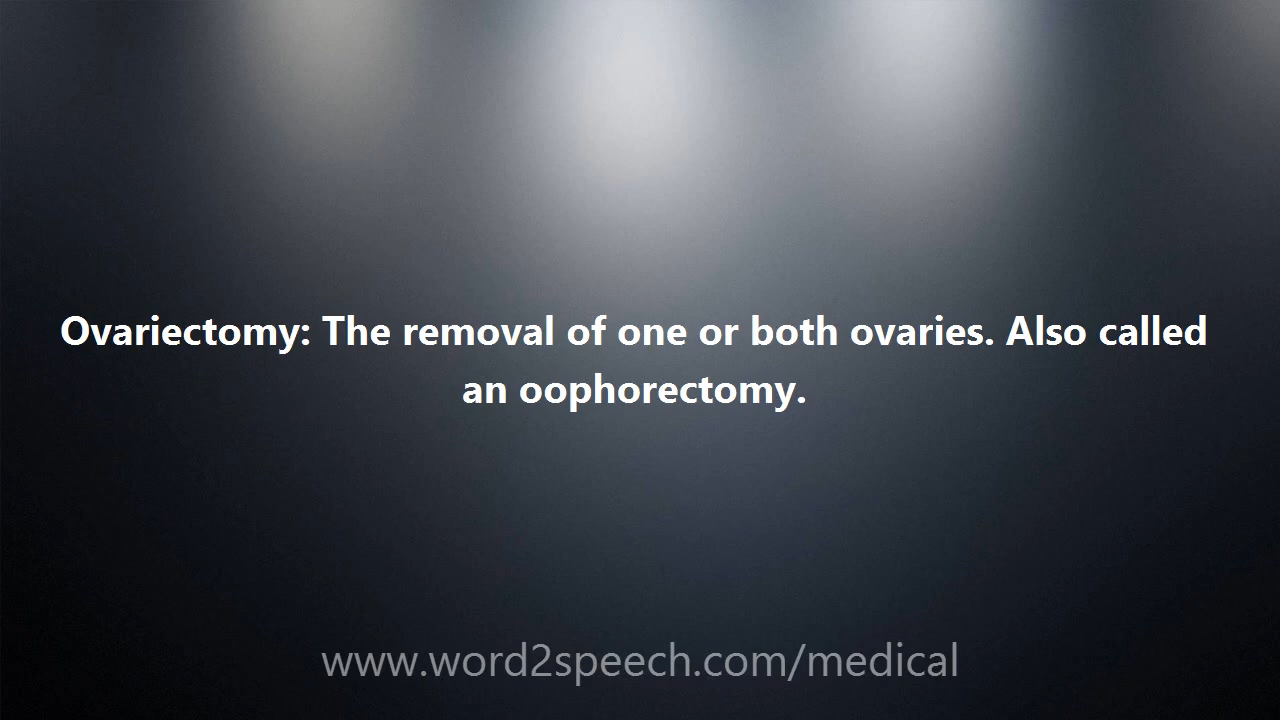 Ovariectomy: The removal of one or both ovaries. Also called
an oophorectomy.
www.word2speech.com/medical